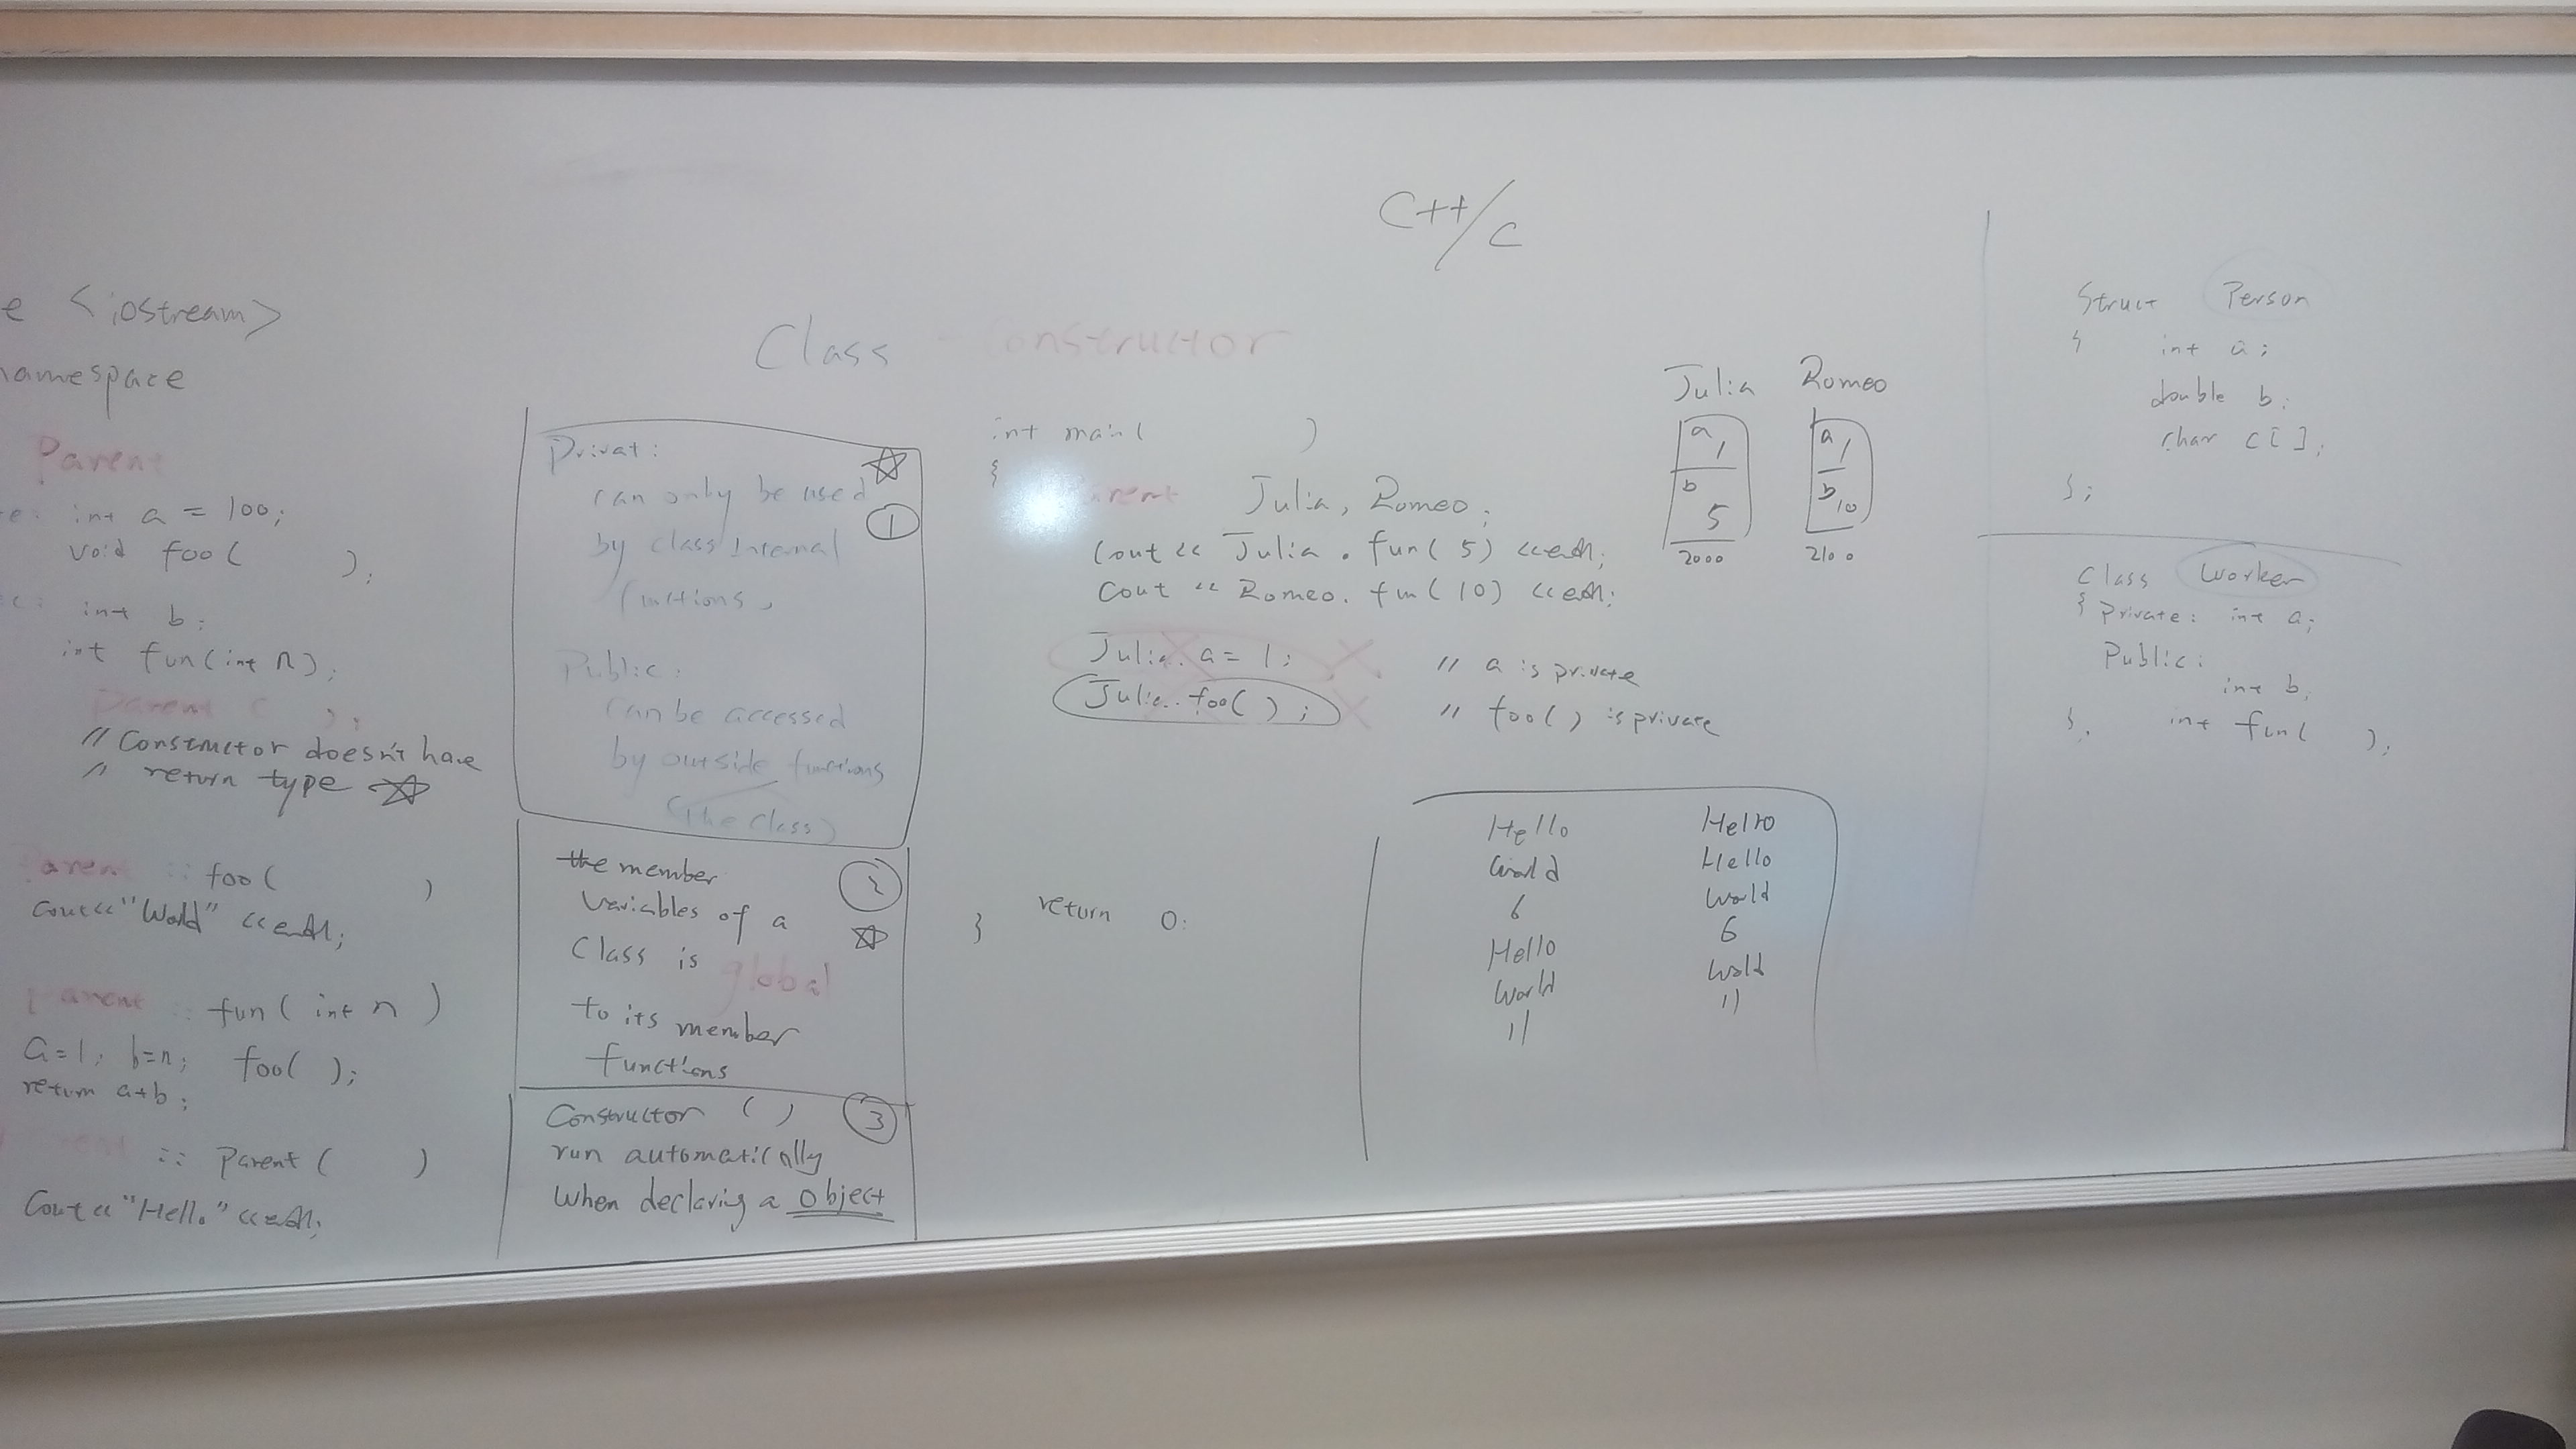 C++/C
Class Constructor
e <iostream>
namespace
Parent
e: int a = 100;
void foo( );
c: int b;
int fun(int n);
parent ( );
// Constructor doesn't have
// return type ☆
arent :: foo( )
cout<<"World" <<endl;
parent :: fun( int n )
a=1; b=n; foo( );
return a+b;
:: parent( )
Cout<<"Hello" <<endl;
Privat: ☆
can only be used ①
by class Internal
functions,
Public:
Can be accessed
by outside functions
(the class)
the member ②
variables of a ☆
Class is global
to its member
functions
Constructor ( ) ③
run automatically
when declaring a Object
int main( )
{
Parent Julia, Romeo;
Cout << Julia . fun( 5) <<endl;
Cout << Romeo. fun( 10) <<endl;
Julia. a = 1; X // a is private
Julia. foo( ); X // foo( ) is private
return 0;
}
Julia Romeo
a 1 a 1
b 5 b 10
2000 2100
Hello Hello
World Hello
6 World
Hello 6
World World
11 11
Struct Person
{ int a;
double b;
char c[ ];
};
Class Worker
{ Private: int a;
Public:
int b;
}; int fun( );